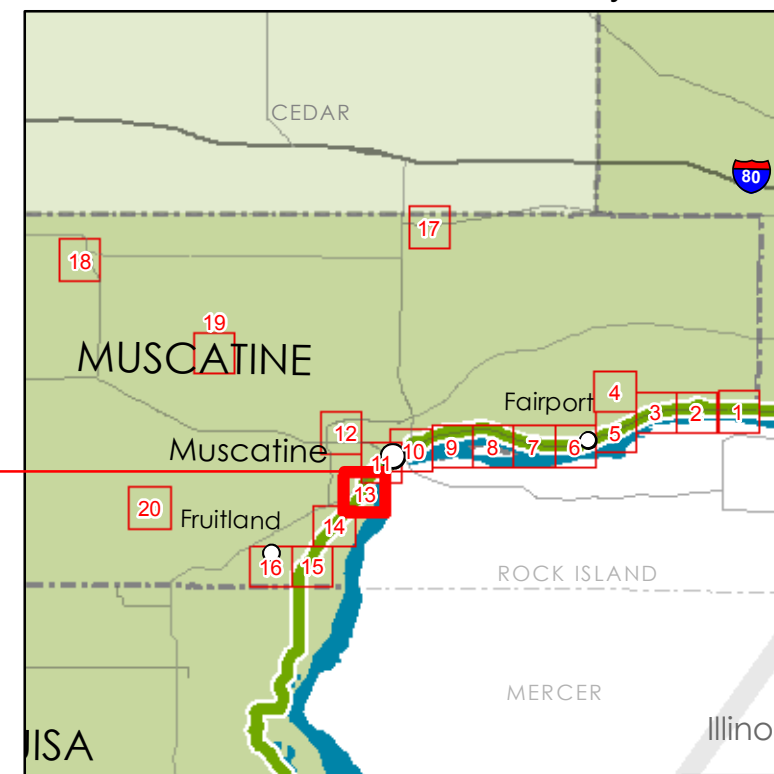 CEDAR
80
17
18
19
MUSCATINE
4
Fairport
3
2
1
12
5
Muscatine
10
9
8
7
6
11
13
20
Fruitland
14
16
15
ROCK ISLAND
MERCER
Illino
UISA